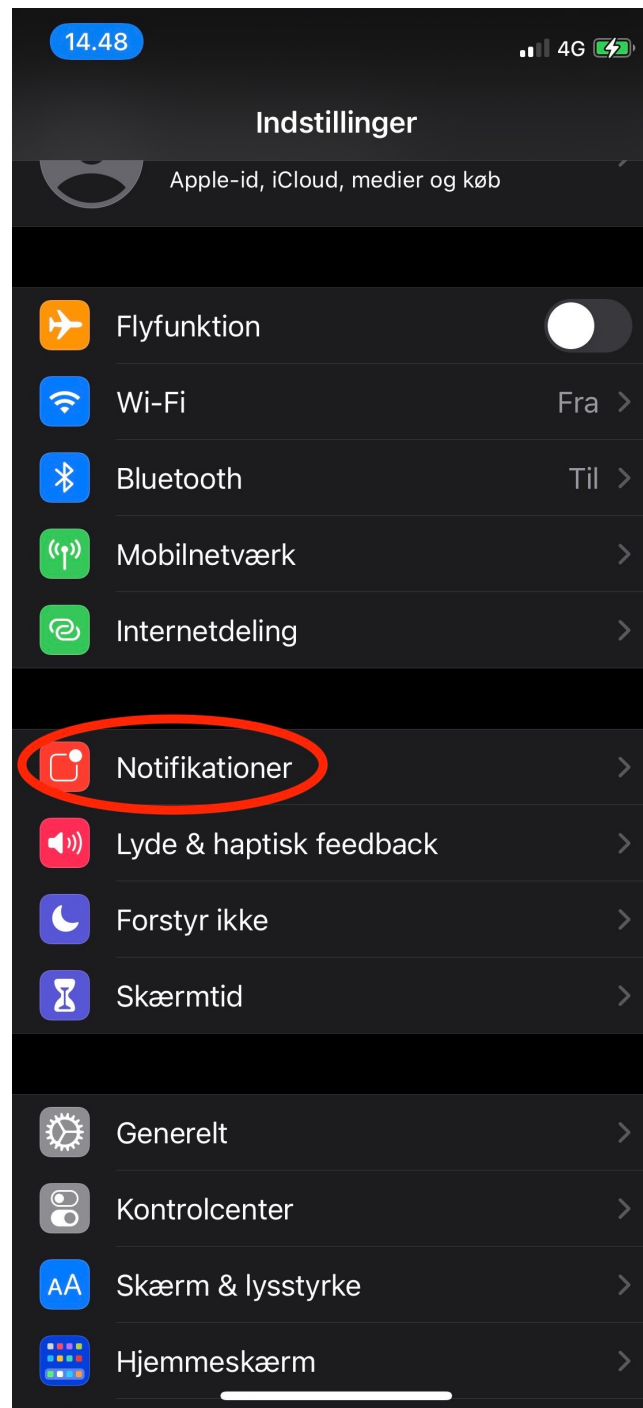 14.48
4G
Indstillinger
Apple-id, iCloud, medier og køb
Flyfunktion
Wi-Fi Fra
Bluetooth Til
Mobilnetværk
Internetdeling
Notifikationer
Lyde & haptisk feedback
Forstyr ikke
Skærmtid
Generelt
Kontrolcenter
AA Skærm & lysstyrke
Hjemmeskærm